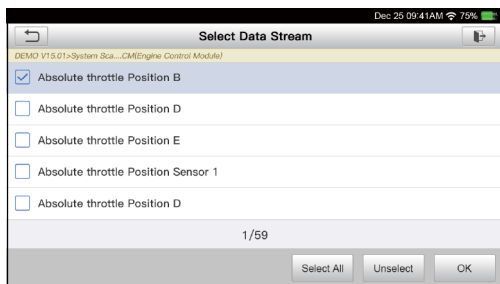 Dec 25 09:41AM 75%
Select Data Stream
DEMO V15.01>System Sca....CM(Engine Control Module)
Absolute throttle Position B
Absolute throttle Position D
Absolute throttle Position E
Absolute throttle Position Sensor 1
Absolute throttle Position D
1/59
Select All Unselect OK